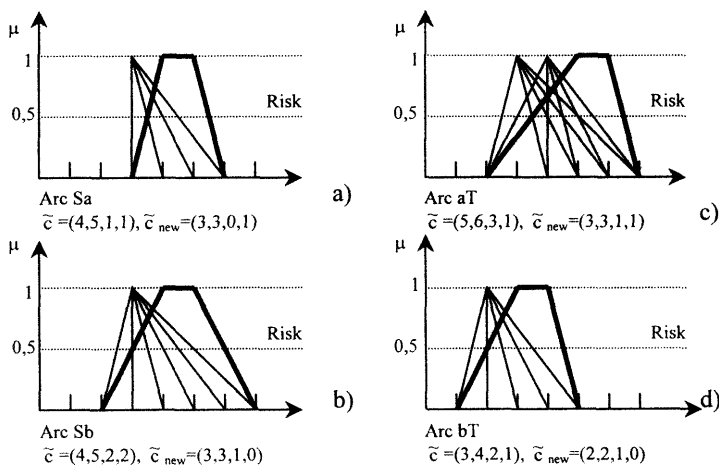 μ
1
0,5
Risk
a)
Arc Sa
c̃ =(4,5,1,1), c̃ new =(3,3,0,1)
μ
1
0,5
Risk
c)
Arc aT
c̃ =(5,6,3,1), c̃ new =(3,3,1,1)
μ
1
0,5
Risk
b)
Arc Sb
c̃ =(4,5,2,2), c̃ new =(3,3,1,0)
μ
1
0,5
Risk
d)
Arc bT
c̃ =(3,4,2,1), c̃ new =(2,2,1,0)